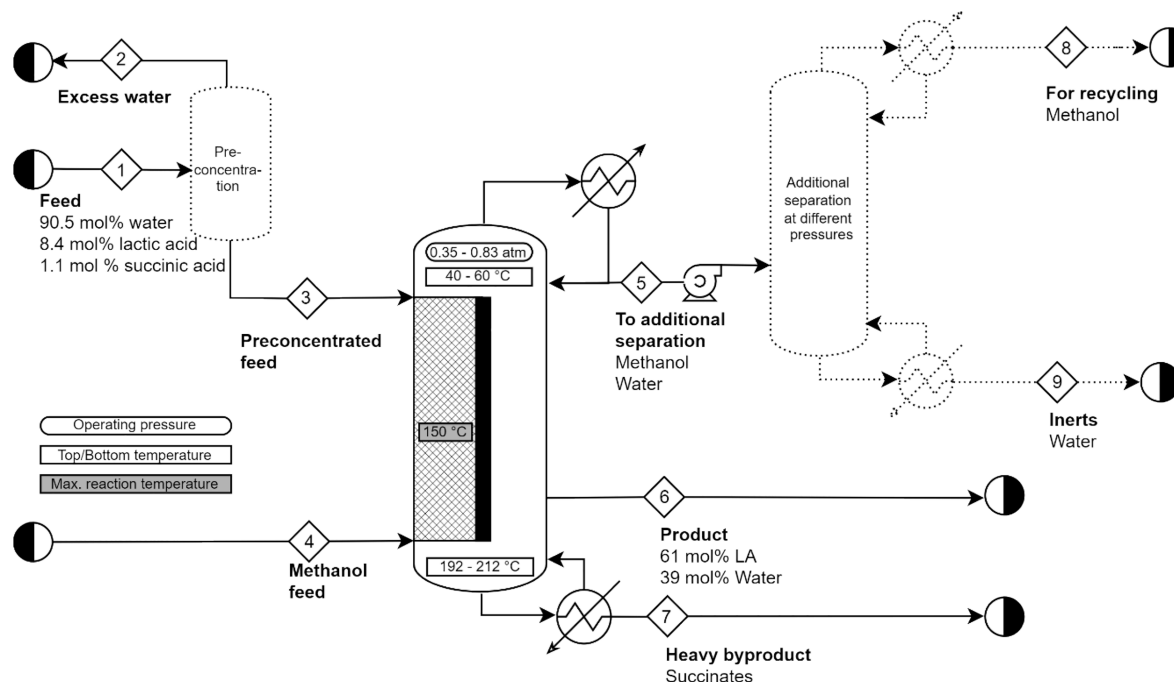 2
Excess water
Pre-
concentra-
tion
1
Feed
90.5 mol% water
8.4 mol% lactic acid
1.1 mol % succinic acid
3
Preconcentrated
feed
Operating pressure
Top/Bottom temperature
Max. reaction temperature
4
Methanol
feed
0.35 - 0.83 atm
40 - 60 °C
150 °C
192 - 212 °C
5
To additional
separation
Methanol
Water
Additional
separation
at different
pressures
8
For recycling
Methanol
9
Inerts
Water
6
Product
61 mol% LA
39 mol% Water
7
Heavy byproduct
Succinates